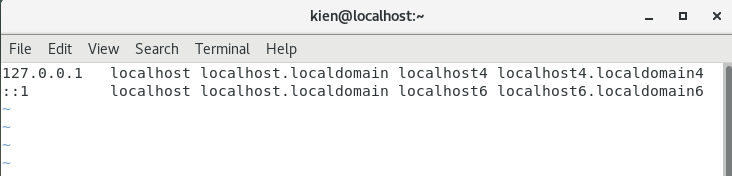 kien@localhost:~
File Edit View Search Terminal Help
127.0.0.1   localhost localhost.localdomain localhost4 localhost4.localdomain4
::1         localhost localhost.localdomain localhost6 localhost6.localdomain6
~
~
~
~